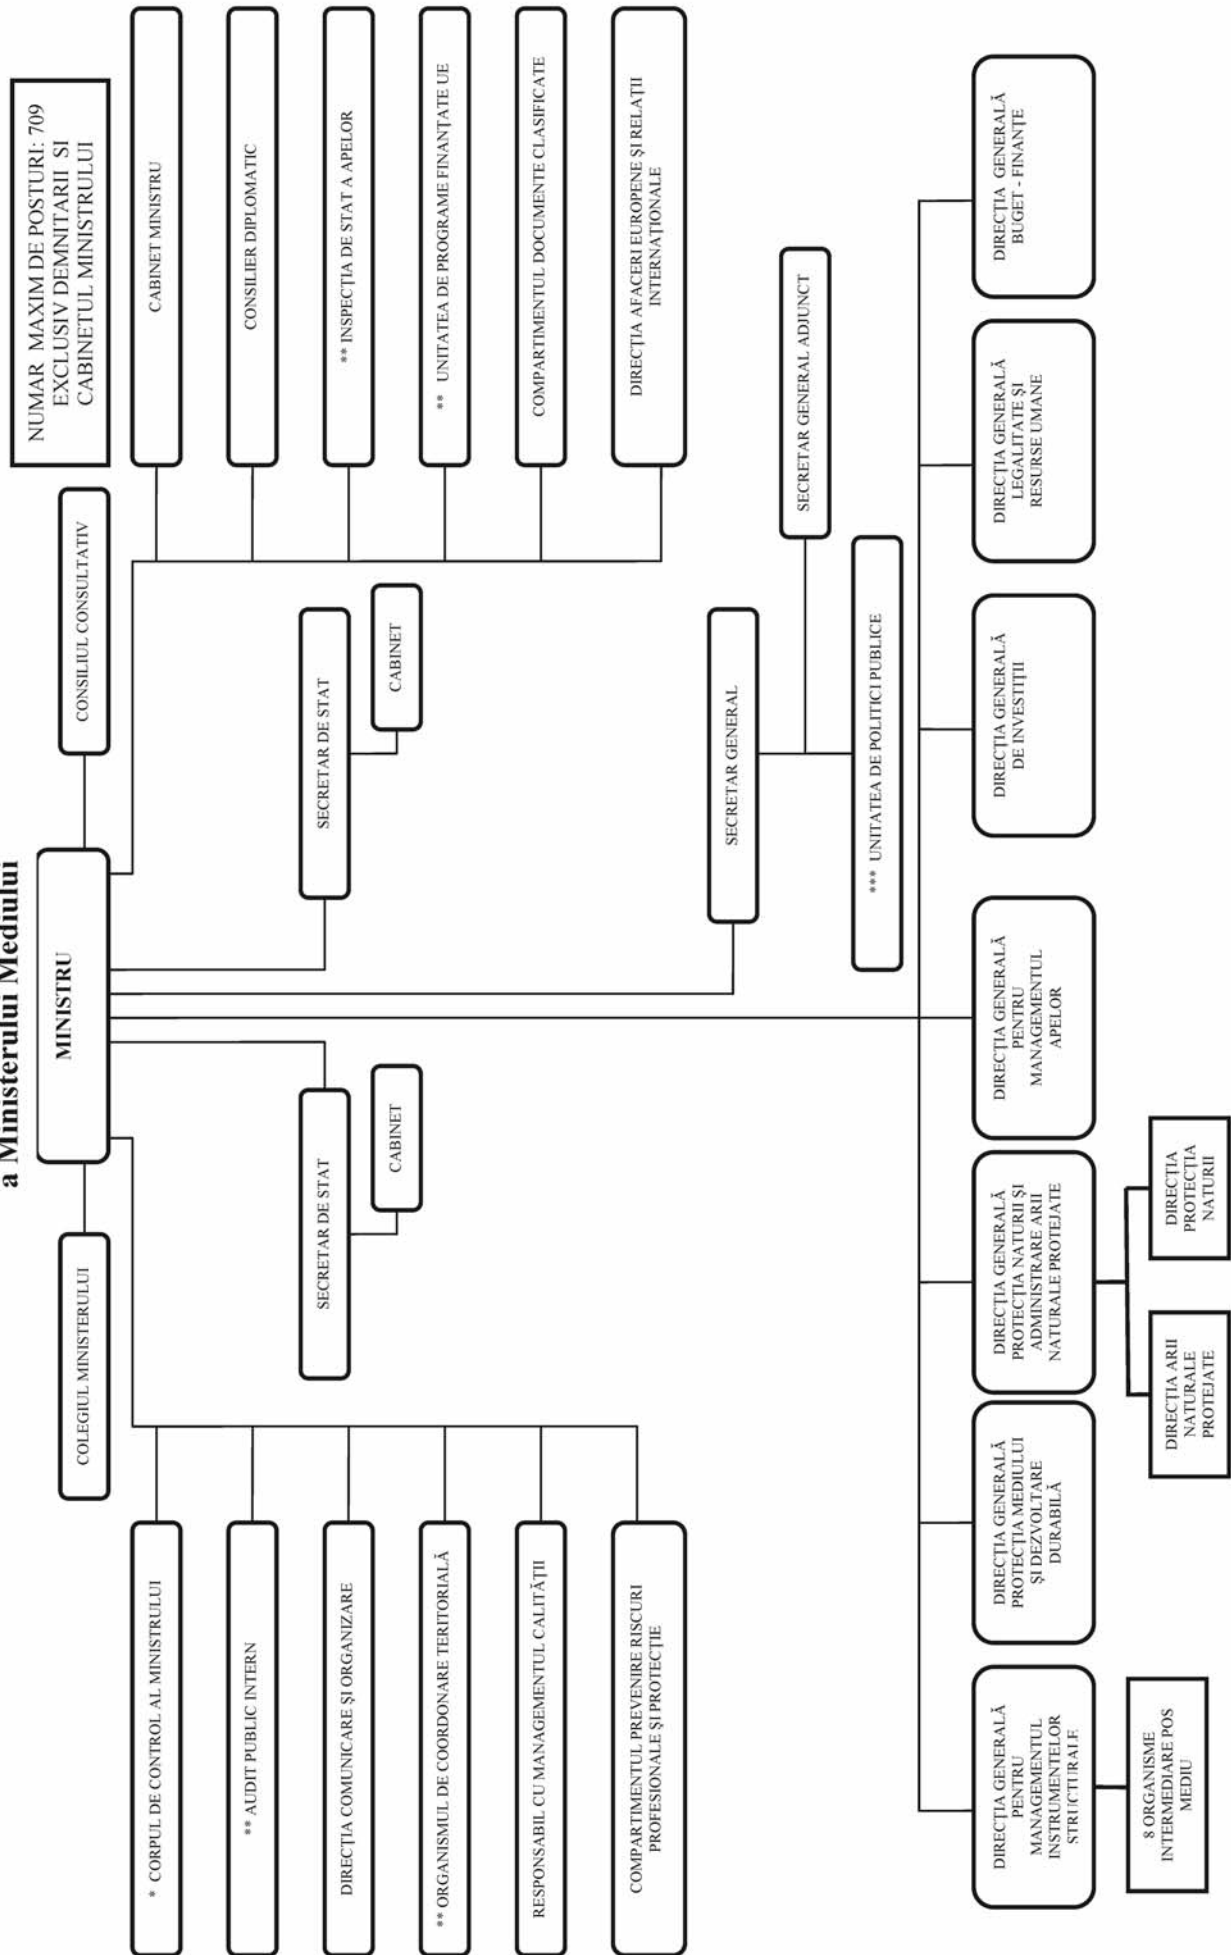 a Ministerului Mediului
NUMAR MAXIM DE POSTURI: 709
EXCLUSIV DEMNITARII SI
CABINETUL MINISTRULUI
COLEGIUL MINISTERULUI
MINISTRU
CONSILIUL CONSULTATIV
* CORPUL DE CONTROL AL MINISTRULUI
** AUDIT PUBLIC INTERN
DIRECȚIA COMUNICARE ȘI ORGANIZARE
** ORGANISMUL DE COORDONARE TERITORIALĂ
RESPONSABIL CU MANAGEMENTUL CALITĂȚII
COMPARTIMENTUL PREVENIRE RISCURI
PROFESIONALE ȘI PROTECȚIE
SECRETAR DE STAT
CABINET
SECRETAR DE STAT
CABINET
CABINET MINISTRU
CONSILIER DIPLOMATIC
** INSPECȚIA DE STAT A APELOR
** UNITATEA DE PROGRAME FINANȚATE UE
COMPARTIMENTUL DOCUMENTE CLASIFICATE
DIRECȚIA AFACERI EUROPENE ȘI RELAȚII
INTERNAȚIONALE
SECRETAR GENERAL
SECRETAR GENERAL ADJUNCT
*** UNITATEA DE POLITICI PUBLICE
DIRECȚIA GENERALĂ
PENTRU
MANAGEMENTUL
INSTRUMENTELOR
STRUCTURALE
DIRECȚIA GENERALĂ
PROTECȚIA MEDIULUI
ȘI DEZVOLTARE
DURABILĂ
DIRECȚIA GENERALĂ
PROTECȚIA NATURII ȘI
ADMINISTRARE ARII
NATURALE PROTEJATE
DIRECȚIA GENERALĂ
PENTRU
MANAGEMENTUL
APELOR
DIRECȚIA GENERALĂ
DE INVESTIȚII
DIRECȚIA GENERALĂ
LEGALITATE ȘI
RESURSE UMANE
DIRECȚIA GENERALĂ
BUGET - FINANȚE
8 ORGANISME
INTERMEDIARE POS
MEDIU
DIRECȚIA ARII
NATURALE
PROTEJATE
DIRECȚIA
PROTECȚIA
NATURII